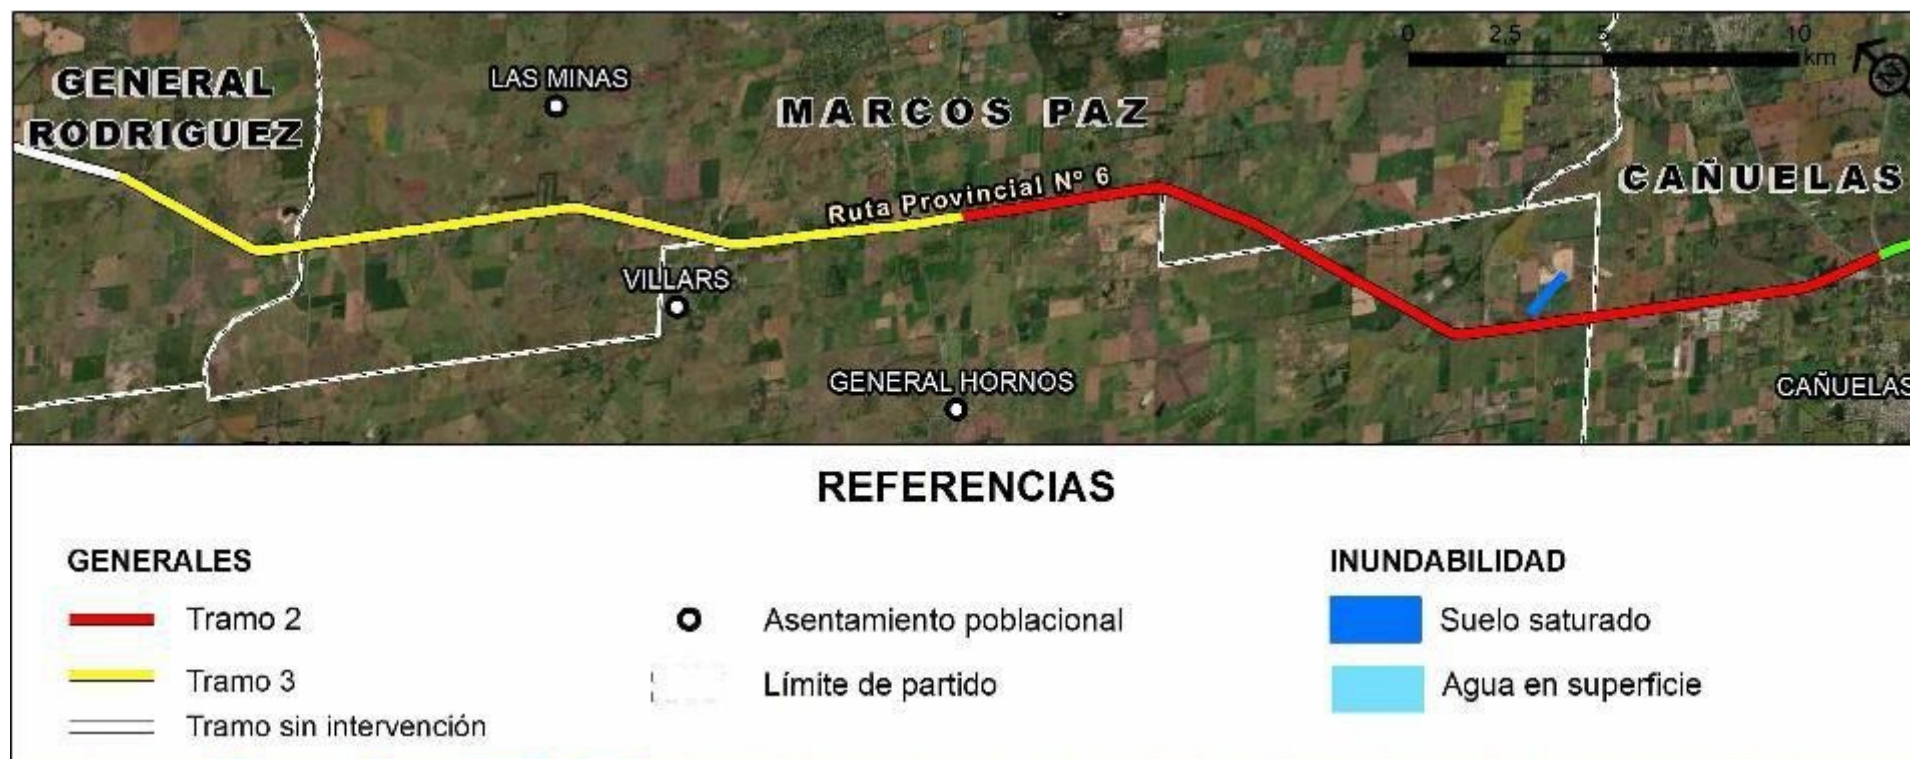 0 2,5 5 10
km
GENERAL
RODRIGUEZ
LAS MINAS
MARCOS PAZ
CAÑUELAS
Ruta Provincial Nº 6
VILLARS
GENERAL HORNOS
CAÑUELAS
REFERENCIAS
GENERALES
Tramo 2
Tramo 3
Tramo sin intervención
Asentamiento poblacional
Límite de partido
INUNDABILIDAD
Suelo saturado
Agua en superficie